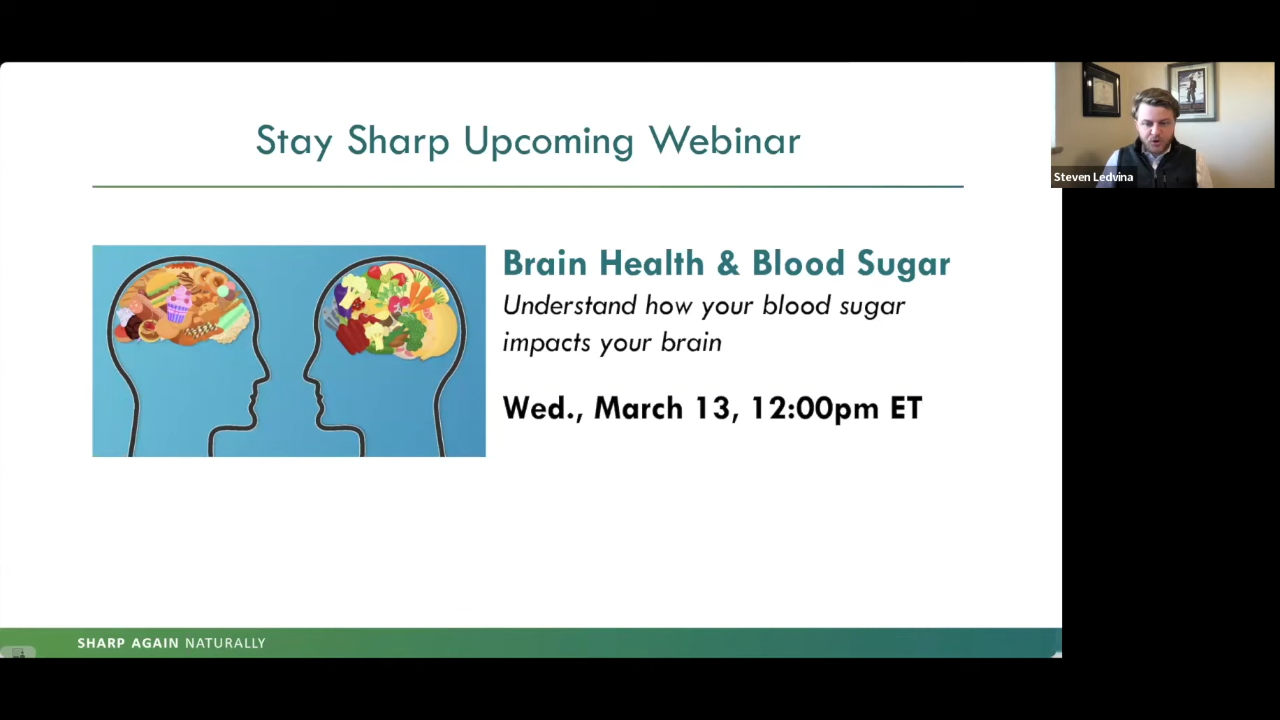 Stay Sharp Upcoming Webinar
Brain Health & Blood Sugar
Understand how your blood sugar
impacts your brain
Wed., March 13, 12:00pm ET
SHARP AGAIN NATURALLY
Steven Ledvina